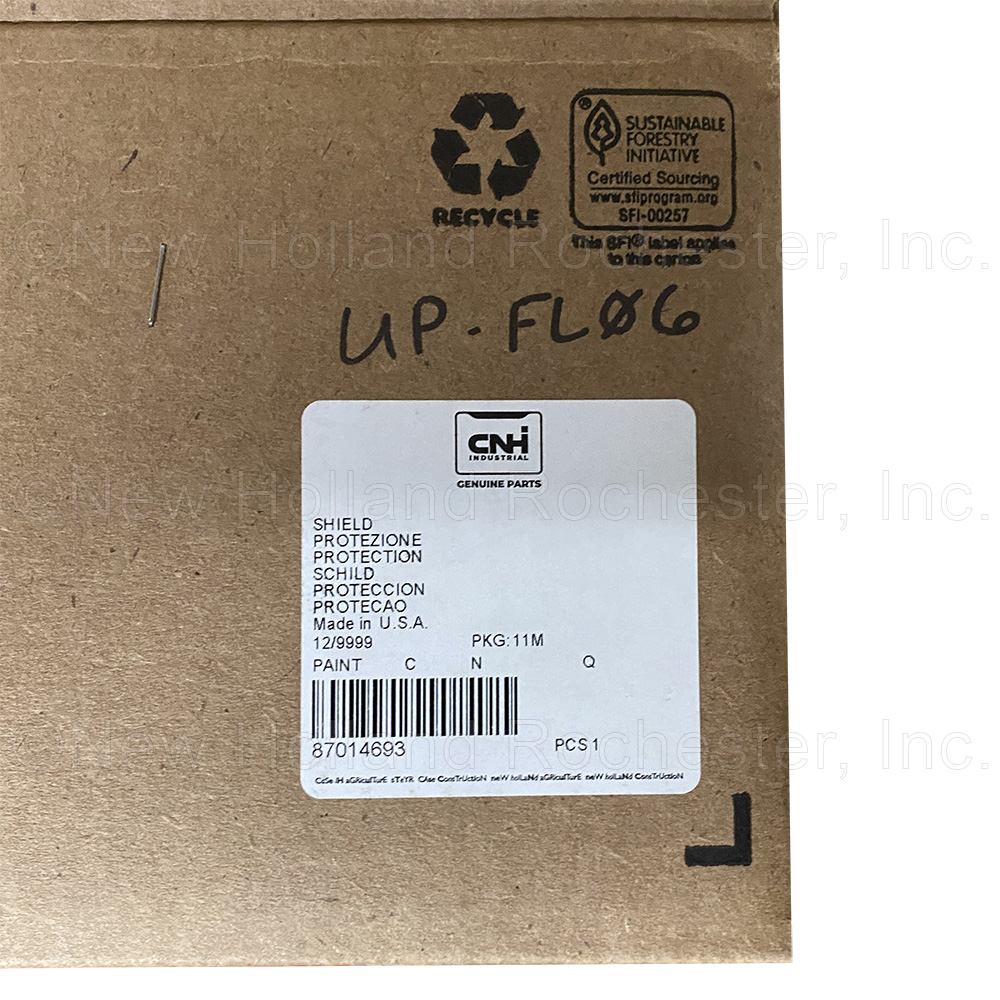 SUSTAINABLE
FORESTRY
INITIATIVE
Certified Sourcing
www.sfiprogram.org
SFI-00257
RECYCLE
This SFI® label applies
to this carton
New Holland Rochester, Inc.
UP-FLØ6
CNH
INDUSTRIAL
GENUINE PARTS
New Holland Rochester, Inc.
SHIELD
PROTEZIONE
PROTECTION
SCHILD
PROTECCION
PROTECAO
Made in U.S.A.
12/9999 PKG: 11M
PAINT C N Q
87014693 PCS 1
New Holland Rochester, Inc.
CaSe IH aGRiculTurE sTeYR CAse ConsTrUctioN neW holLaNd aGRiculturE neW holLaNd ConsTrUctioN